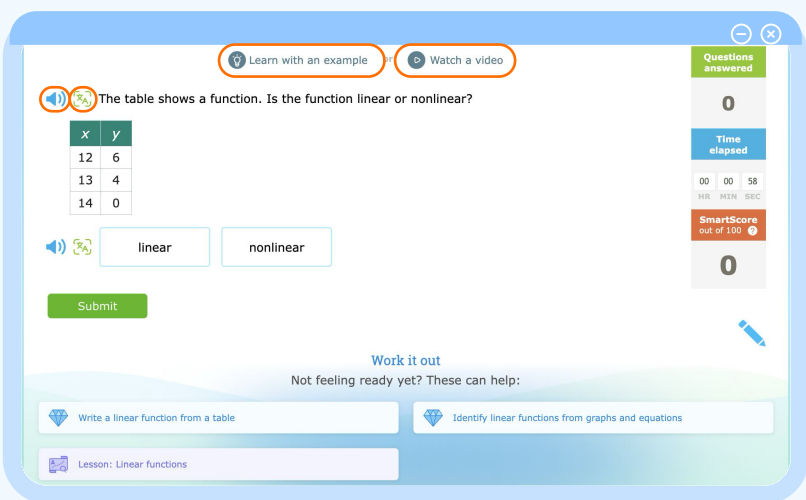 Learn with an example or Watch a video
Questions
answered
0
The table shows a function. Is the function linear or nonlinear?
x y
12 6
13 4
14 0
Time
elapsed
00 00 58
HR MIN SEC
SmartScore
out of 100 ?
0
linear nonlinear
Submit
Work it out
Not feeling ready yet? These can help:
Write a linear function from a table
Identify linear functions from graphs and equations
Lesson: Linear functions